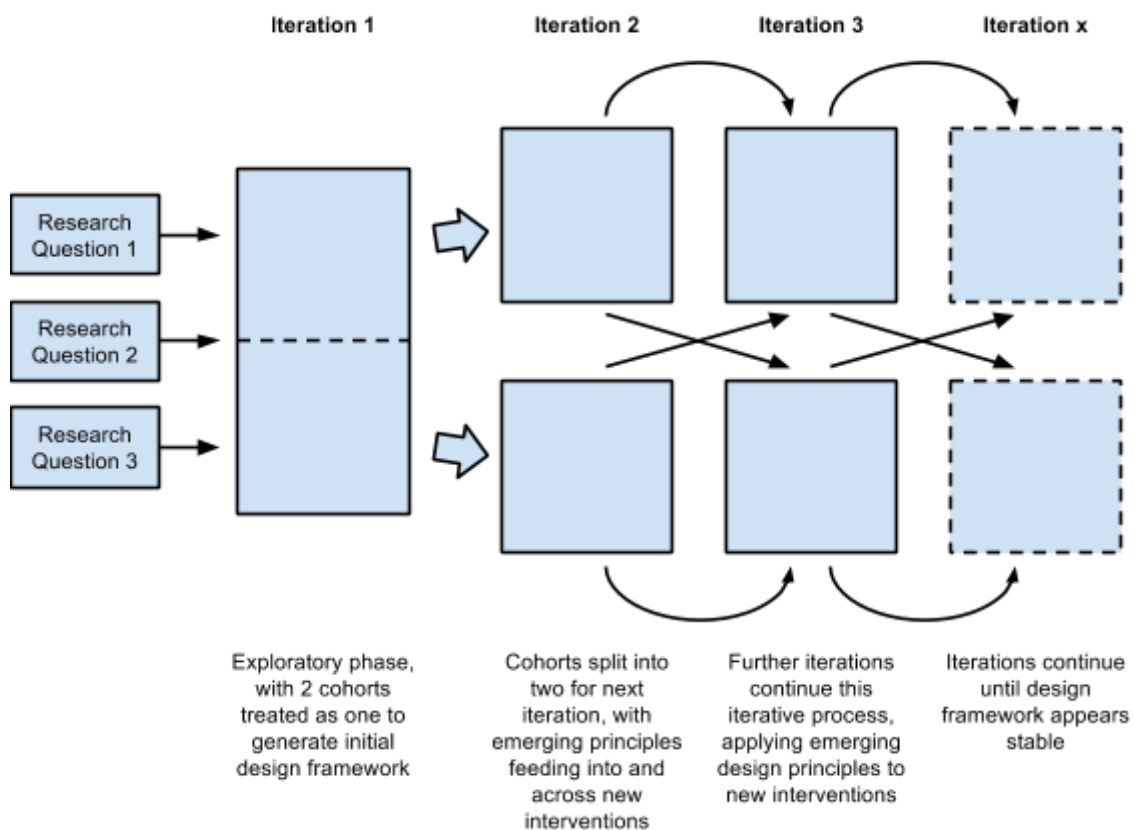 Iteration 1
Iteration 2
Iteration 3
Iteration x
Research
Question 1
Research
Question 2
Research
Question 3
Exploratory phase,
with 2 cohorts
treated as one to
generate initial
design framework
Cohorts split into
two for next
iteration, with
emerging principles
feeding into and
across new
interventions
Further iterations
continue this
iterative process,
applying emerging
design principles to
new interventions
Iterations continue
until design
framework appears
stable